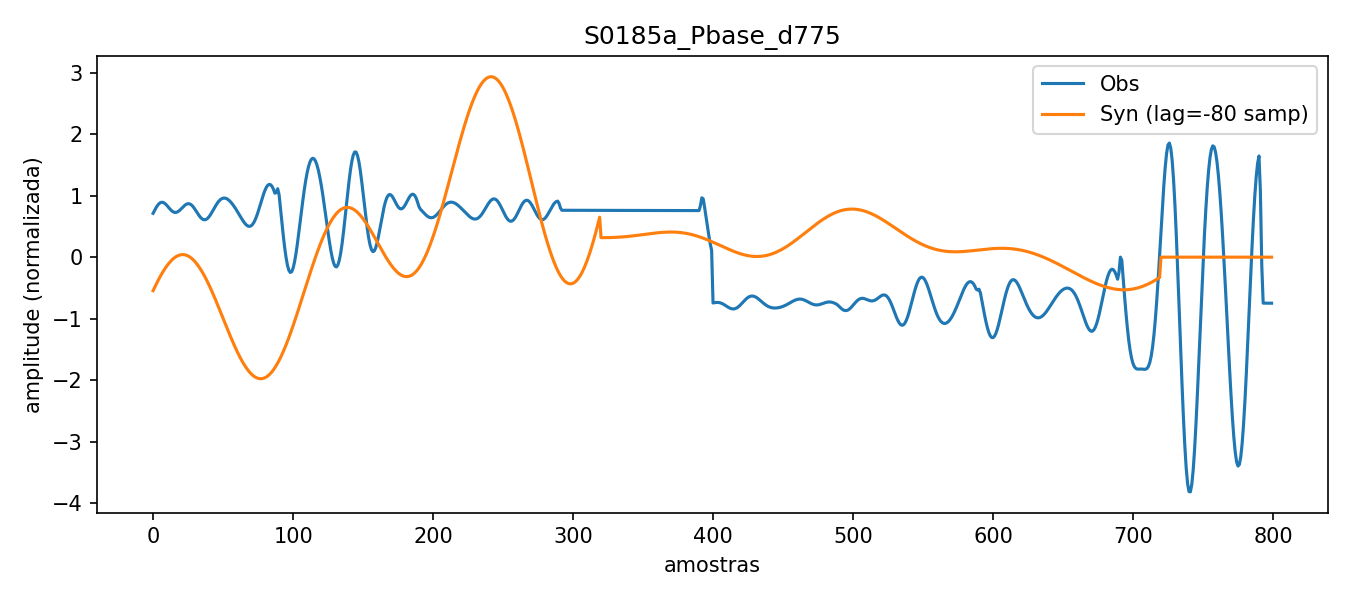 S0185a_Pbase_d775
Obs
Syn (lag=-80 samp)
amplitude (normalizada)
3
2
1
0
−1
−2
−3
−4
0 100 200 300 400 500 600 700 800
amostras